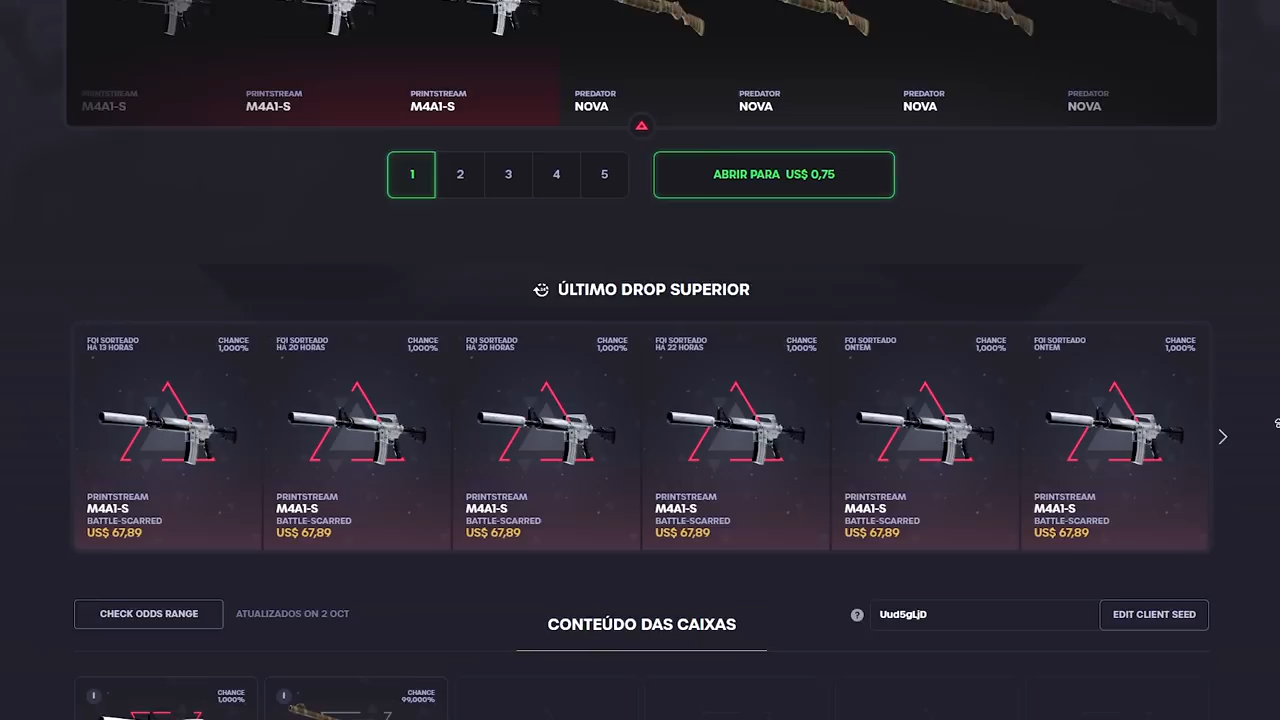 PRINTSTREAM
M4A1-S
PRINTSTREAM
M4A1-S
PRINTSTREAM
M4A1-S
PREDATOR
NOVA
PREDATOR
NOVA
PREDATOR
NOVA
PREDATOR
NOVA
1 2 3 4 5
ABRIR PARA US$ 0,75
ÚLTIMO DROP SUPERIOR
FOI SORTEADO
HÁ 13 HORAS
CHANCE
1,000%
PRINTSTREAM
M4A1-S
BATTLE-SCARRED
US$ 67,89
FOI SORTEADO
HÁ 20 HORAS
CHANCE
1,000%
PRINTSTREAM
M4A1-S
BATTLE-SCARRED
US$ 67,89
FOI SORTEADO
HÁ 20 HORAS
CHANCE
1,000%
PRINTSTREAM
M4A1-S
BATTLE-SCARRED
US$ 67,89
FOI SORTEADO
HÁ 22 HORAS
CHANCE
1,000%
PRINTSTREAM
M4A1-S
BATTLE-SCARRED
US$ 67,89
FOI SORTEADO
ONTEM
CHANCE
1,000%
PRINTSTREAM
M4A1-S
BATTLE-SCARRED
US$ 67,89
FOI SORTEADO
ONTEM
CHANCE
1,000%
PRINTSTREAM
M4A1-S
BATTLE-SCARRED
US$ 67,89
CHECK ODDS RANGE
ATUALIZADOS ON 2 OCT
CONTEÚDO DAS CAIXAS
?
Uud5gLjD
EDIT CLIENT SEED
I
CHANCE
1,000%
I
CHANCE
99,000%